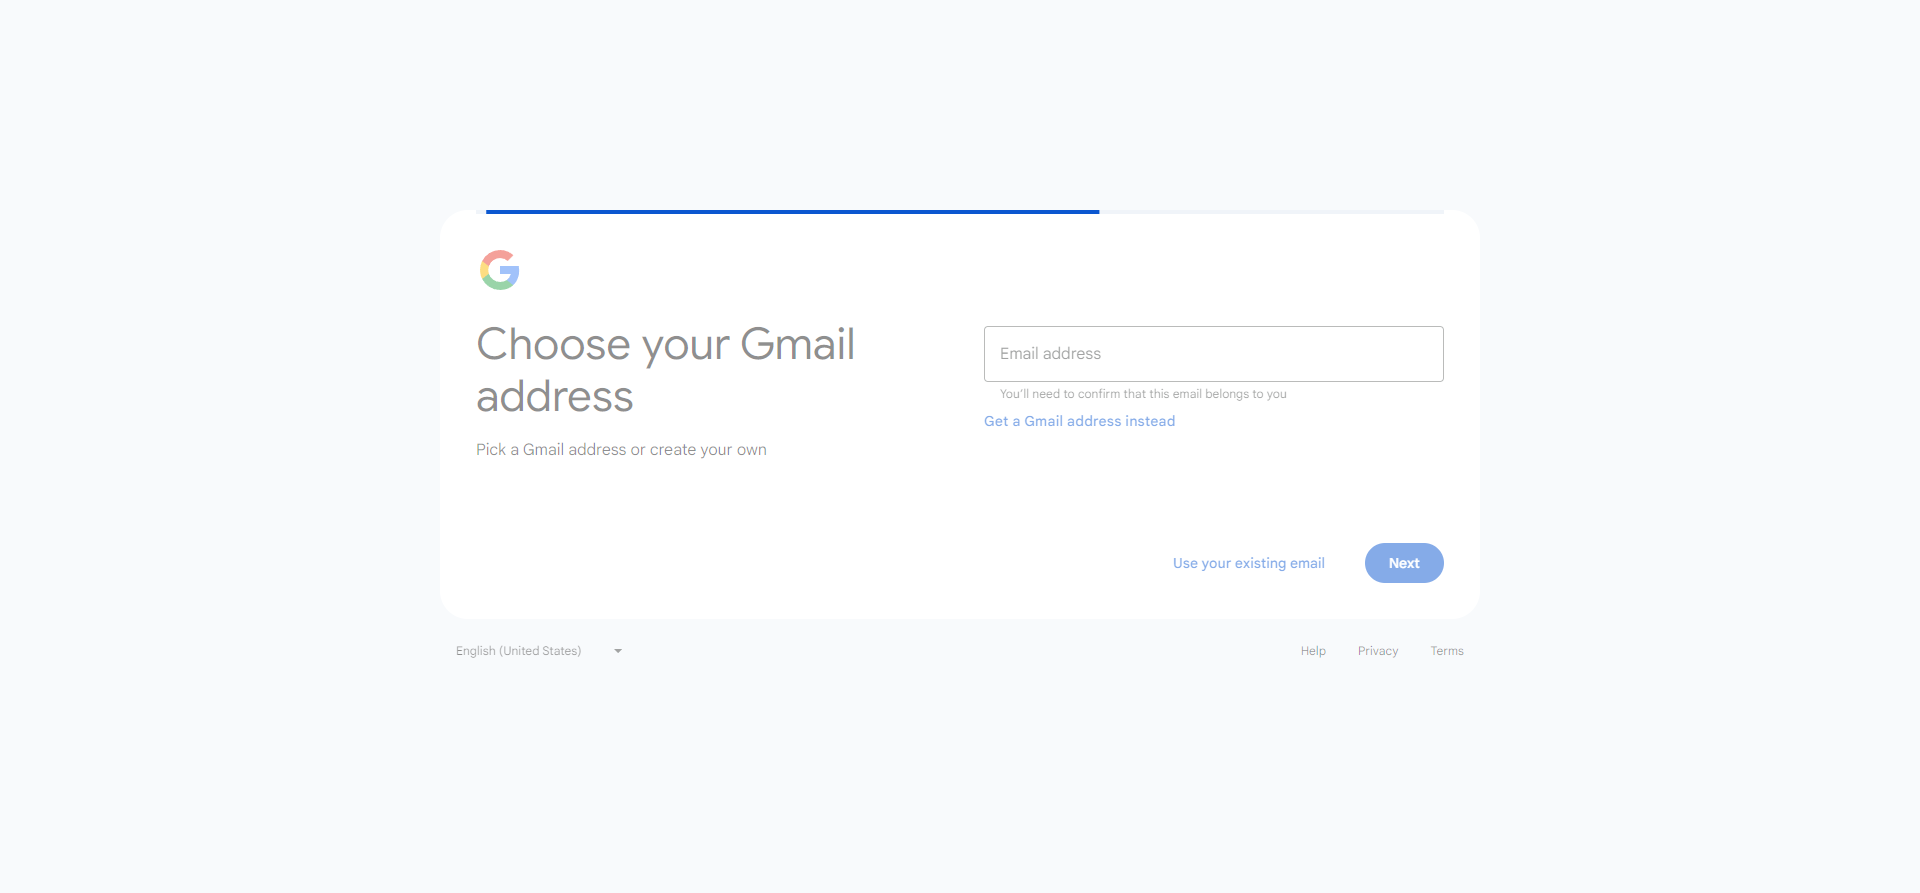 Choose your Gmail
address
Pick a Gmail address or create your own
Email address
You'll need to confirm that this email belongs to you
Get a Gmail address instead
Use your existing email
Next
English (United States)
Help
Privacy
Terms